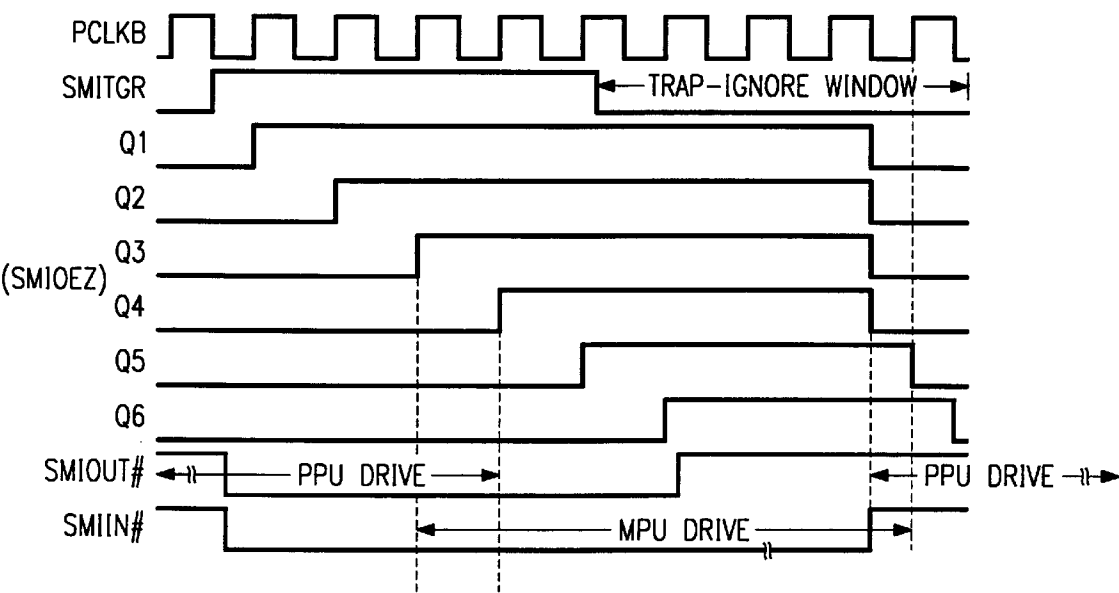 PCLKB
SMITGR
TRAP-IGNORE WINDOW
Q1
Q2
Q3
(SMIOEZ)
Q4
Q5
Q6
SMIOUT# PPU DRIVE PPU DRIVE
SMIIN# MPU DRIVE